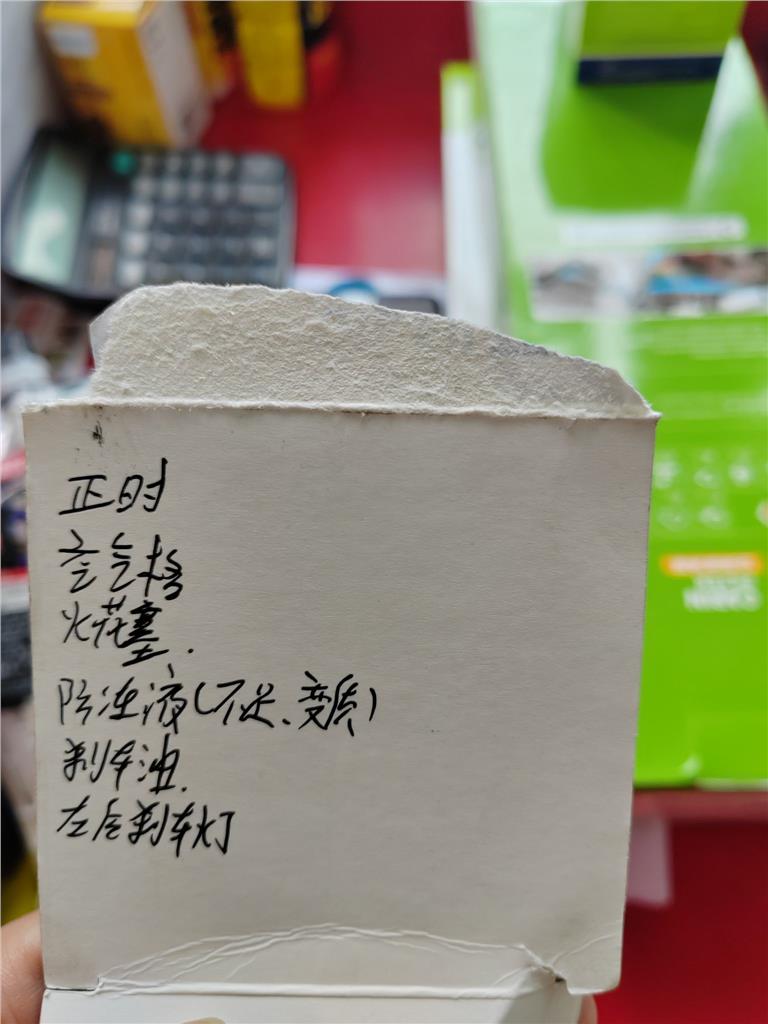 正时
空气格
火花塞.
防冻液(不足、变质)
刹车油.
左后刹车灯